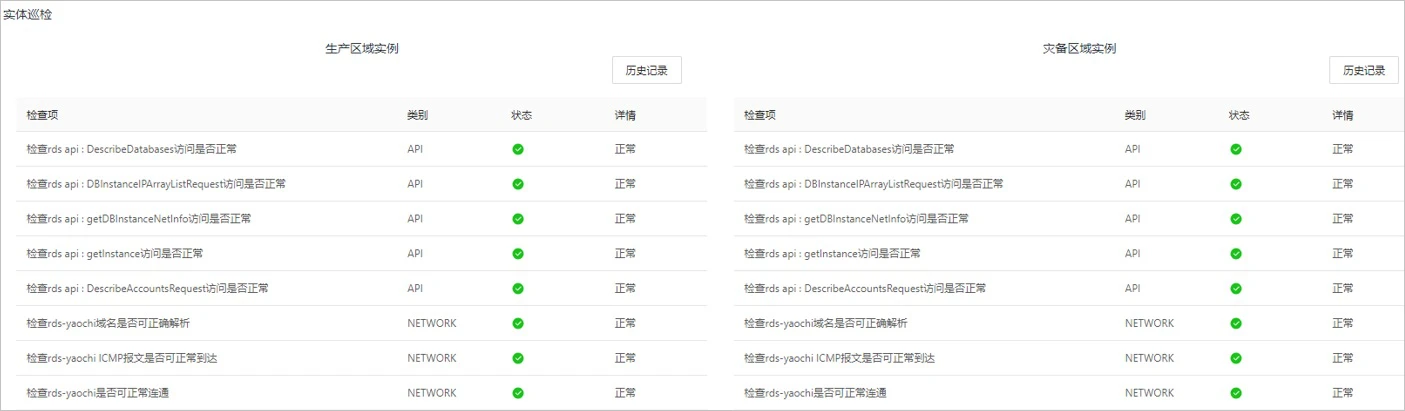 实体巡检
生产区域实例
历史记录
检查项 类别 状态 详情
检查rds api : DescribeDatabases访问是否正常 API 正常
检查rds api : DBInstanceIPArrayListRequest访问是否正常 API 正常
检查rds api : getDBInstanceNetInfo访问是否正常 API 正常
检查rds api : getInstance访问是否正常 API 正常
检查rds api : DescribeAccountsRequest访问是否正常 API 正常
检查rds-yaochi域名是否可正确解析 NETWORK 正常
检查rds-yaochi ICMP报文是否可正常到达 NETWORK 正常
检查rds-yaochi是否可正常连通 NETWORK 正常
灾备区域实例
历史记录
检查项 类别 状态 详情
检查rds api : DescribeDatabases访问是否正常 API 正常
检查rds api : DBInstanceIPArrayListRequest访问是否正常 API 正常
检查rds api : getDBInstanceNetInfo访问是否正常 API 正常
检查rds api : getInstance访问是否正常 API 正常
检查rds api : DescribeAccountsRequest访问是否正常 API 正常
检查rds-yaochi域名是否可正确解析 NETWORK 正常
检查rds-yaochi ICMP报文是否可正常到达 NETWORK 正常
检查rds-yaochi是否可正常连通 NETWORK 正常